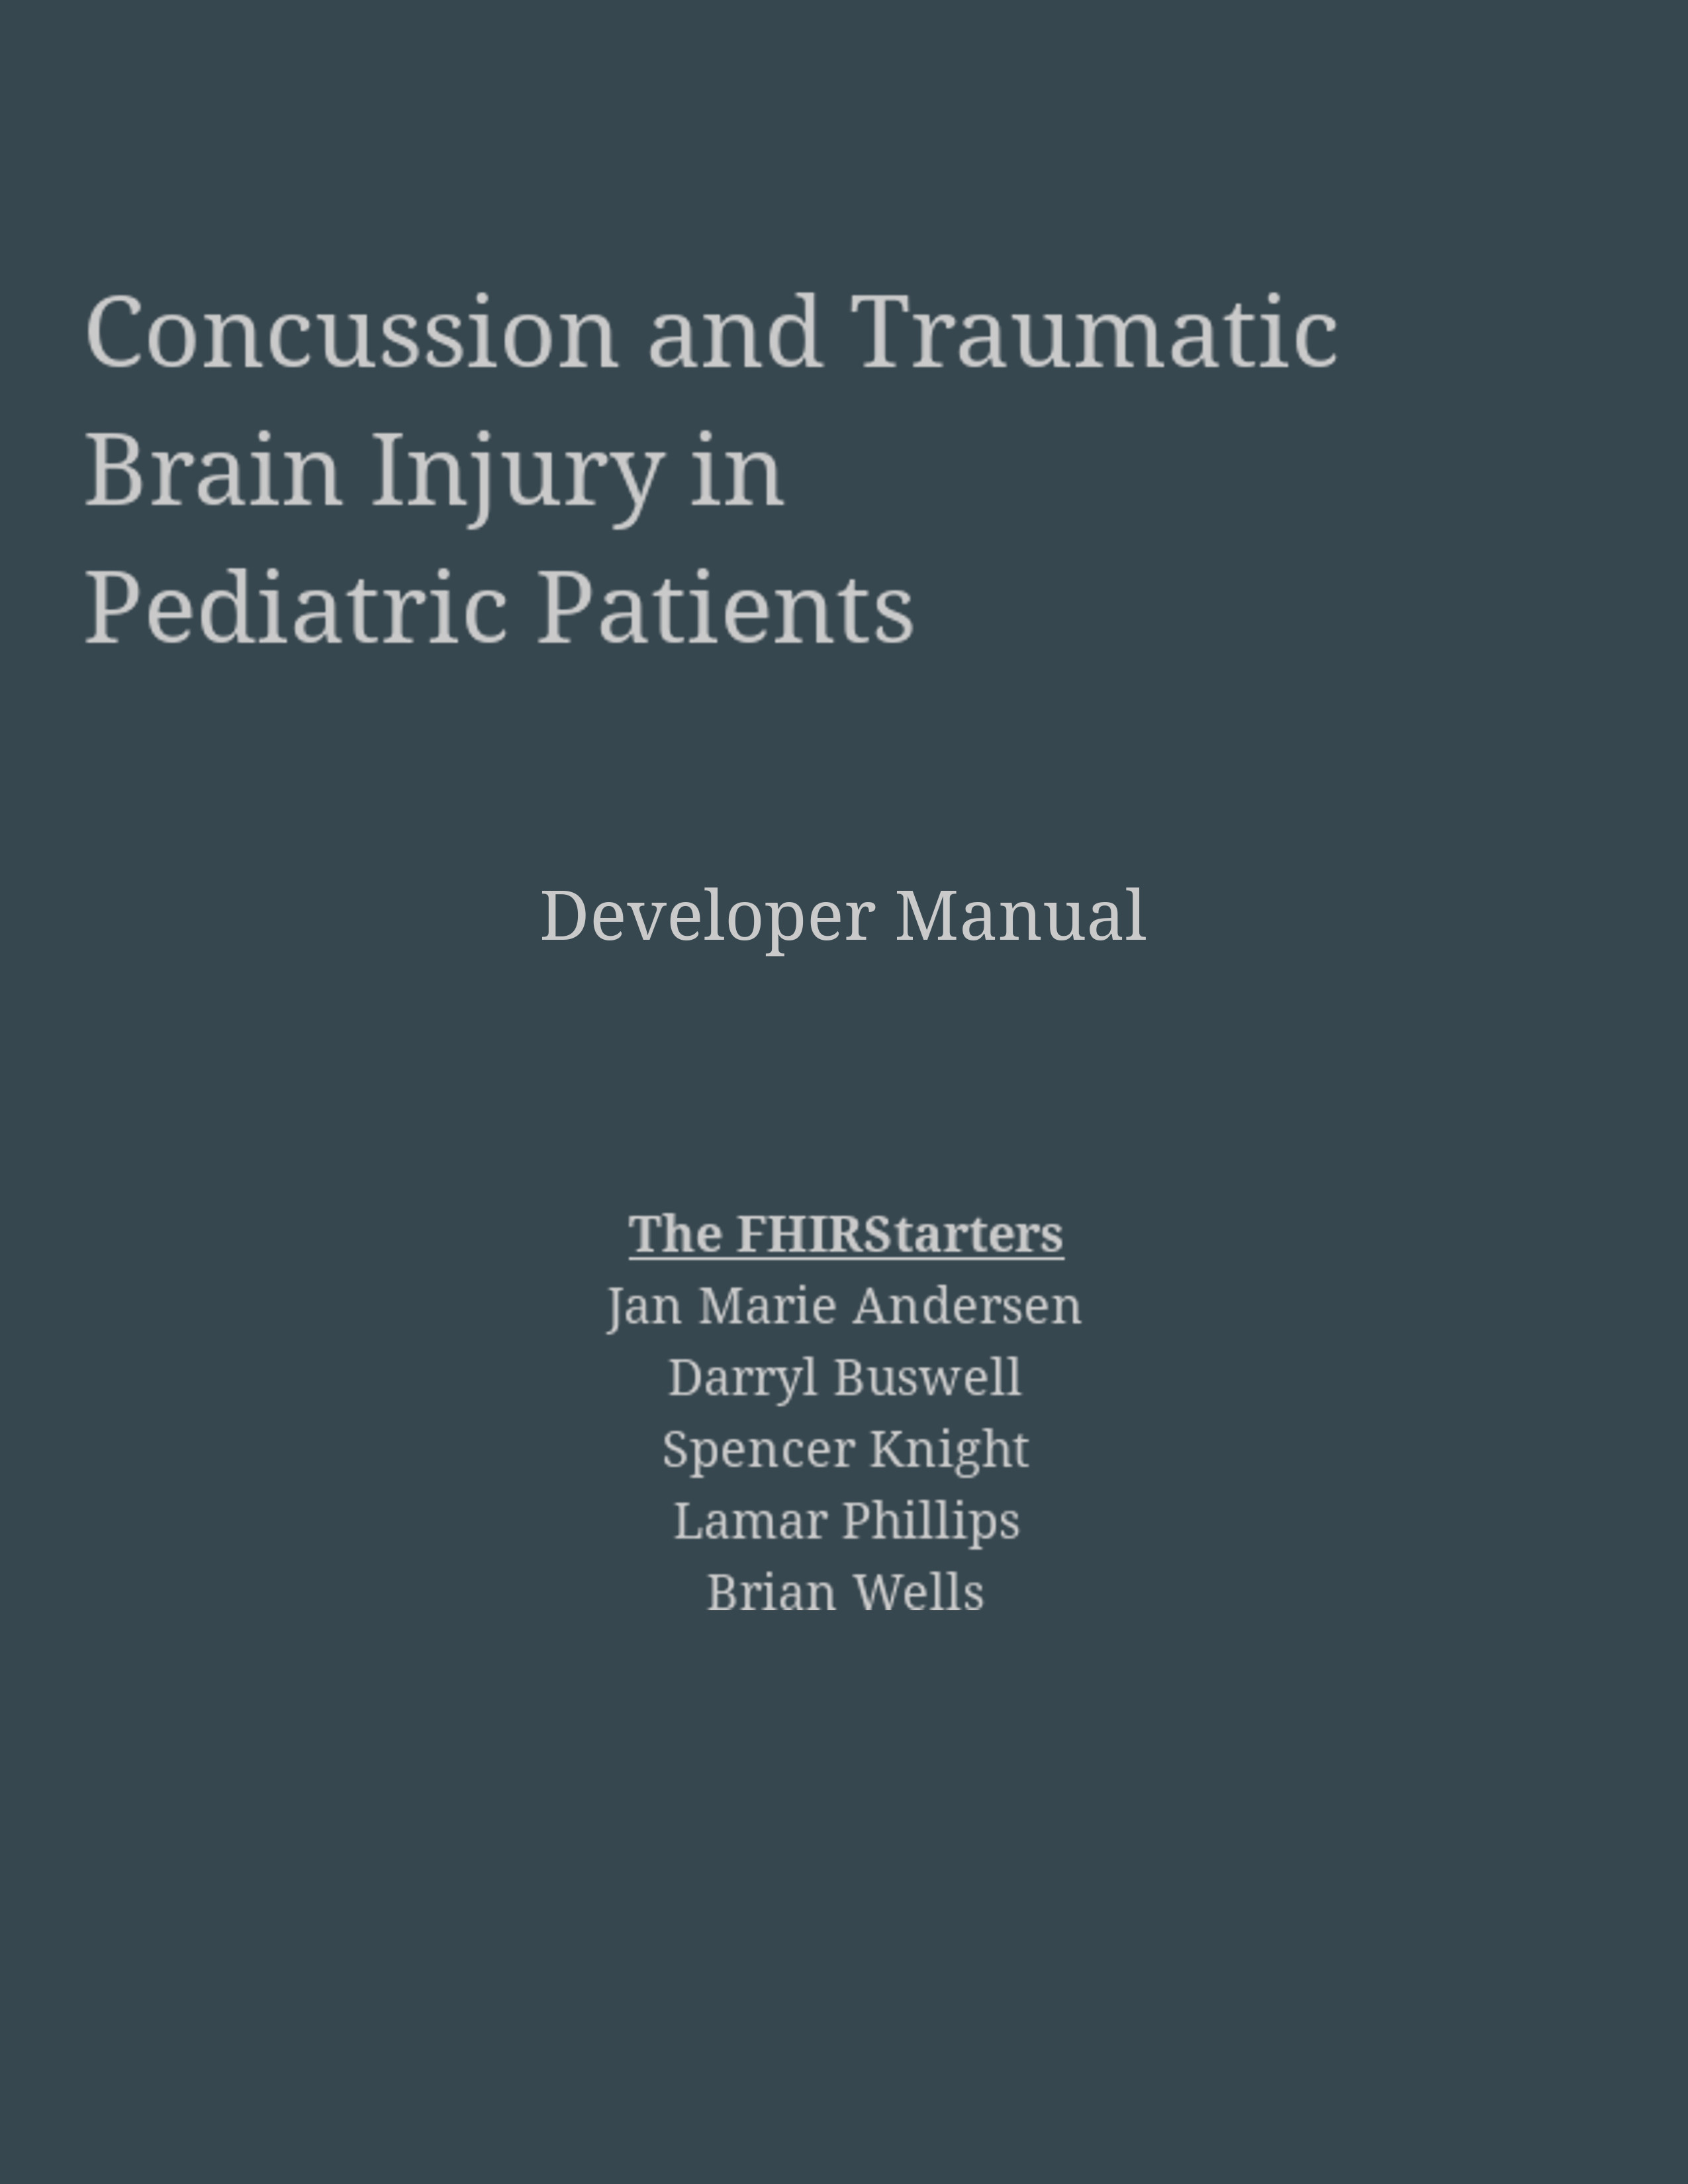 Concussion and Traumatic
Brain Injury in
Pediatric Patients
Developer Manual
The FHIRStarters
Jan Marie Andersen
Darryl Buswell
Spencer Knight
Lamar Phillips
Brian Wells